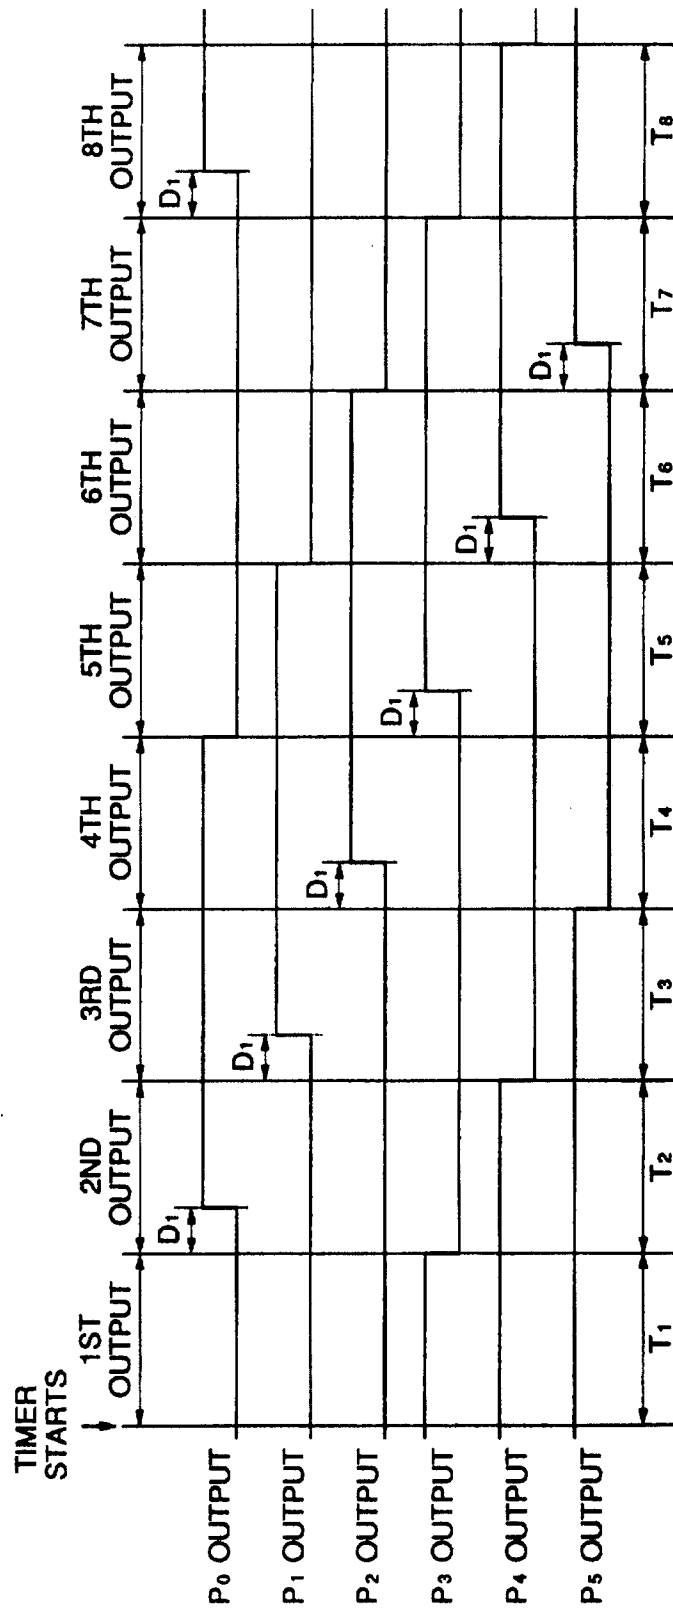 TIMER
STARTS
1ST
OUTPUT
2ND
OUTPUT
3RD
OUTPUT
4TH
OUTPUT
5TH
OUTPUT
6TH
OUTPUT
7TH
OUTPUT
8TH
OUTPUT
P0 OUTPUT
D1
D1
P1 OUTPUT
D1
P2 OUTPUT
D1
P3 OUTPUT
D1
P4 OUTPUT
D1
P5 OUTPUT
D1
T1
T2
T3
T4
T5
T6
T7
T8